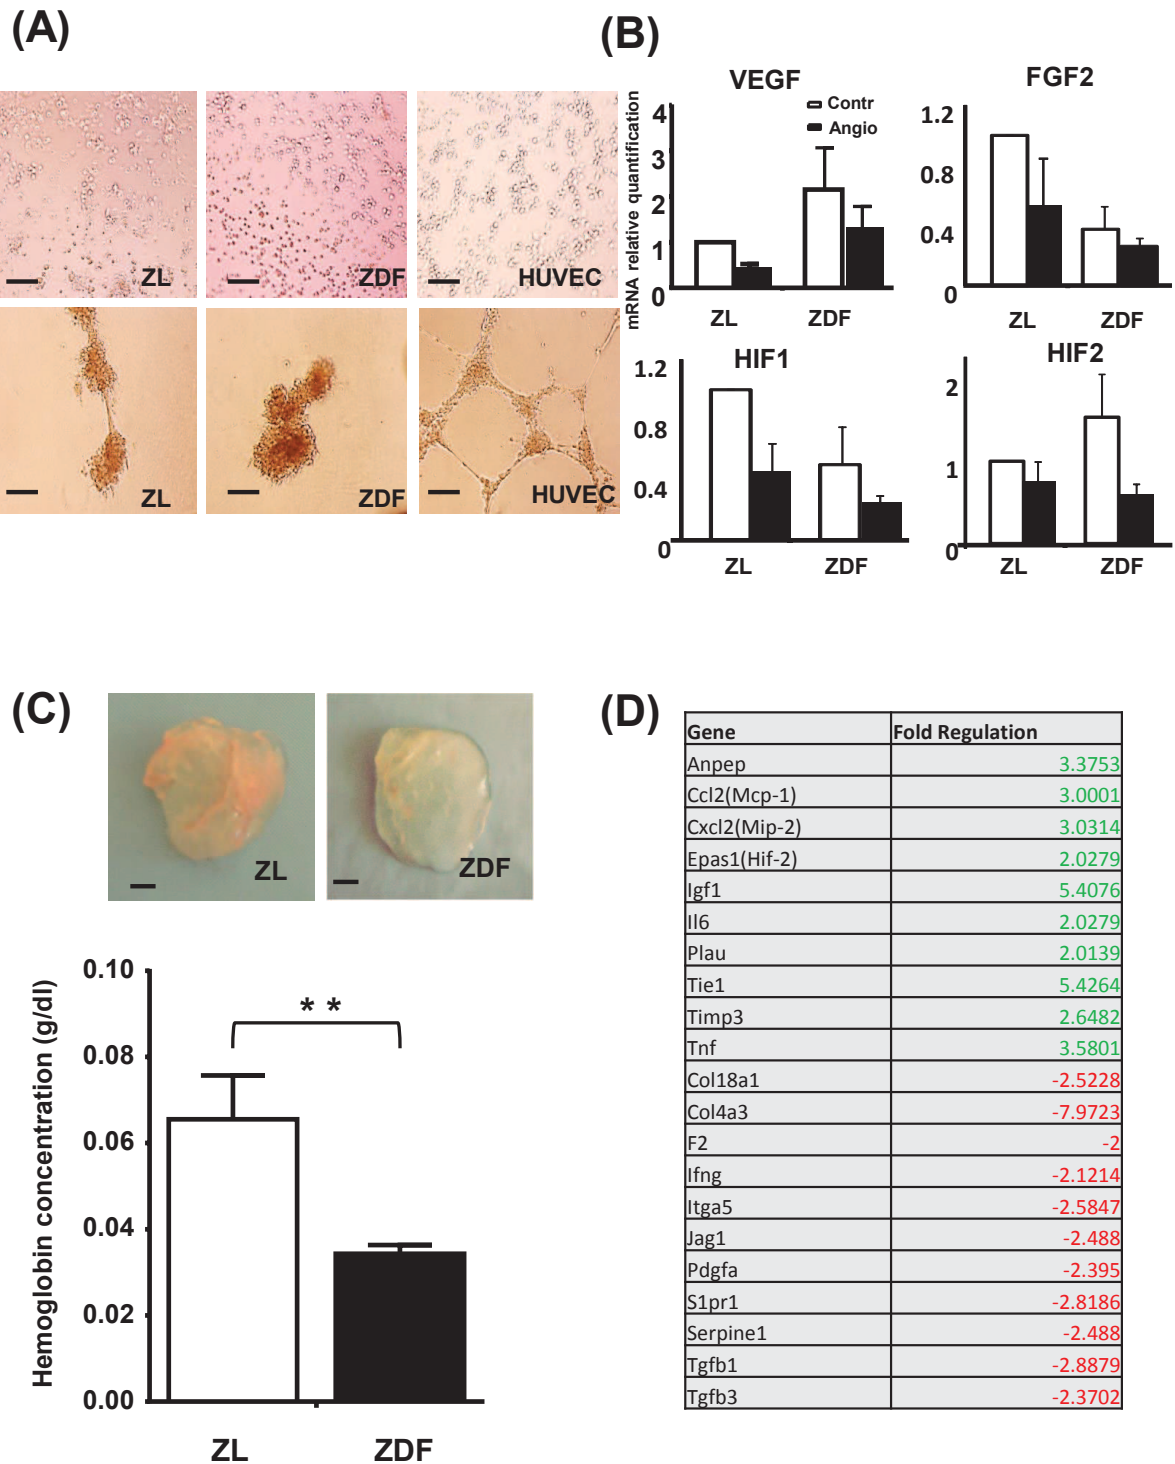 (A)
ZL
ZDF
HUVEC
ZL
ZDF
HUVEC
(B)
VEGF
FGF2
mRNA relative quantification
Contr
Angio
4
3
2
1
0
ZL
ZDF
1.2
0.8
0.4
0
ZL
ZDF
HIF1
HIF2
1.2
0.8
0.4
0
ZL
ZDF
2
1
0
ZL
ZDF
(C)
ZL
ZDF
Hemoglobin concentration (g/dl)
0.10
0.08
0.06
0.04
0.02
0.00
* *
ZL
ZDF
(D)
Gene Fold Regulation
Anpep 3.3753
Ccl2(Mcp-1) 3.0001
Cxcl2(Mip-2) 3.0314
Epas1(Hif-2) 2.0279
Igf1 5.4076
Il6 2.0279
Plau 2.0139
Tie1 5.4264
Timp3 2.6482
Tnf 3.5801
Col18a1 -2.5228
Col4a3 -7.9723
F2 -2
Ifng -2.1214
Itga5 -2.5847
Jag1 -2.488
Pdgfa -2.395
S1pr1 -2.8186
Serpine1 -2.488
Tgfb1 -2.8879
Tgfb3 -2.3702